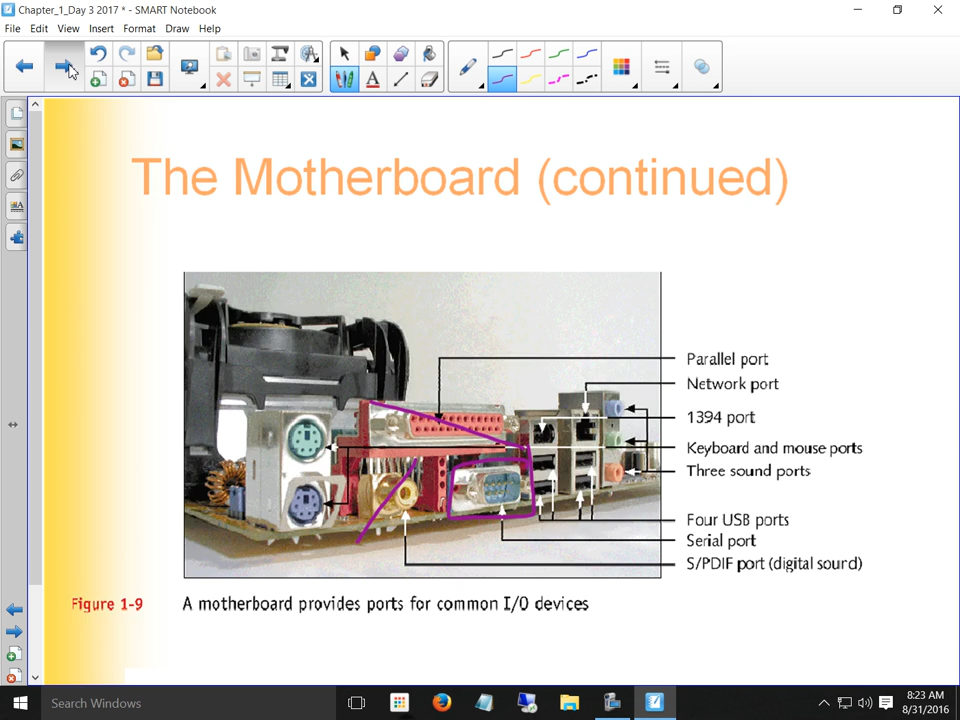 Chapter_1_Day 3 2017 * - SMART Notebook
File Edit View Insert Format Draw Help
The Motherboard (continued)
Parallel port
Network port
1394 port
Keyboard and mouse ports
Three sound ports
Four USB ports
Serial port
S/PDIF port (digital sound)
Figure 1-9 A motherboard provides ports for common I/O devices
Search Windows
8:23 AM
8/31/2016